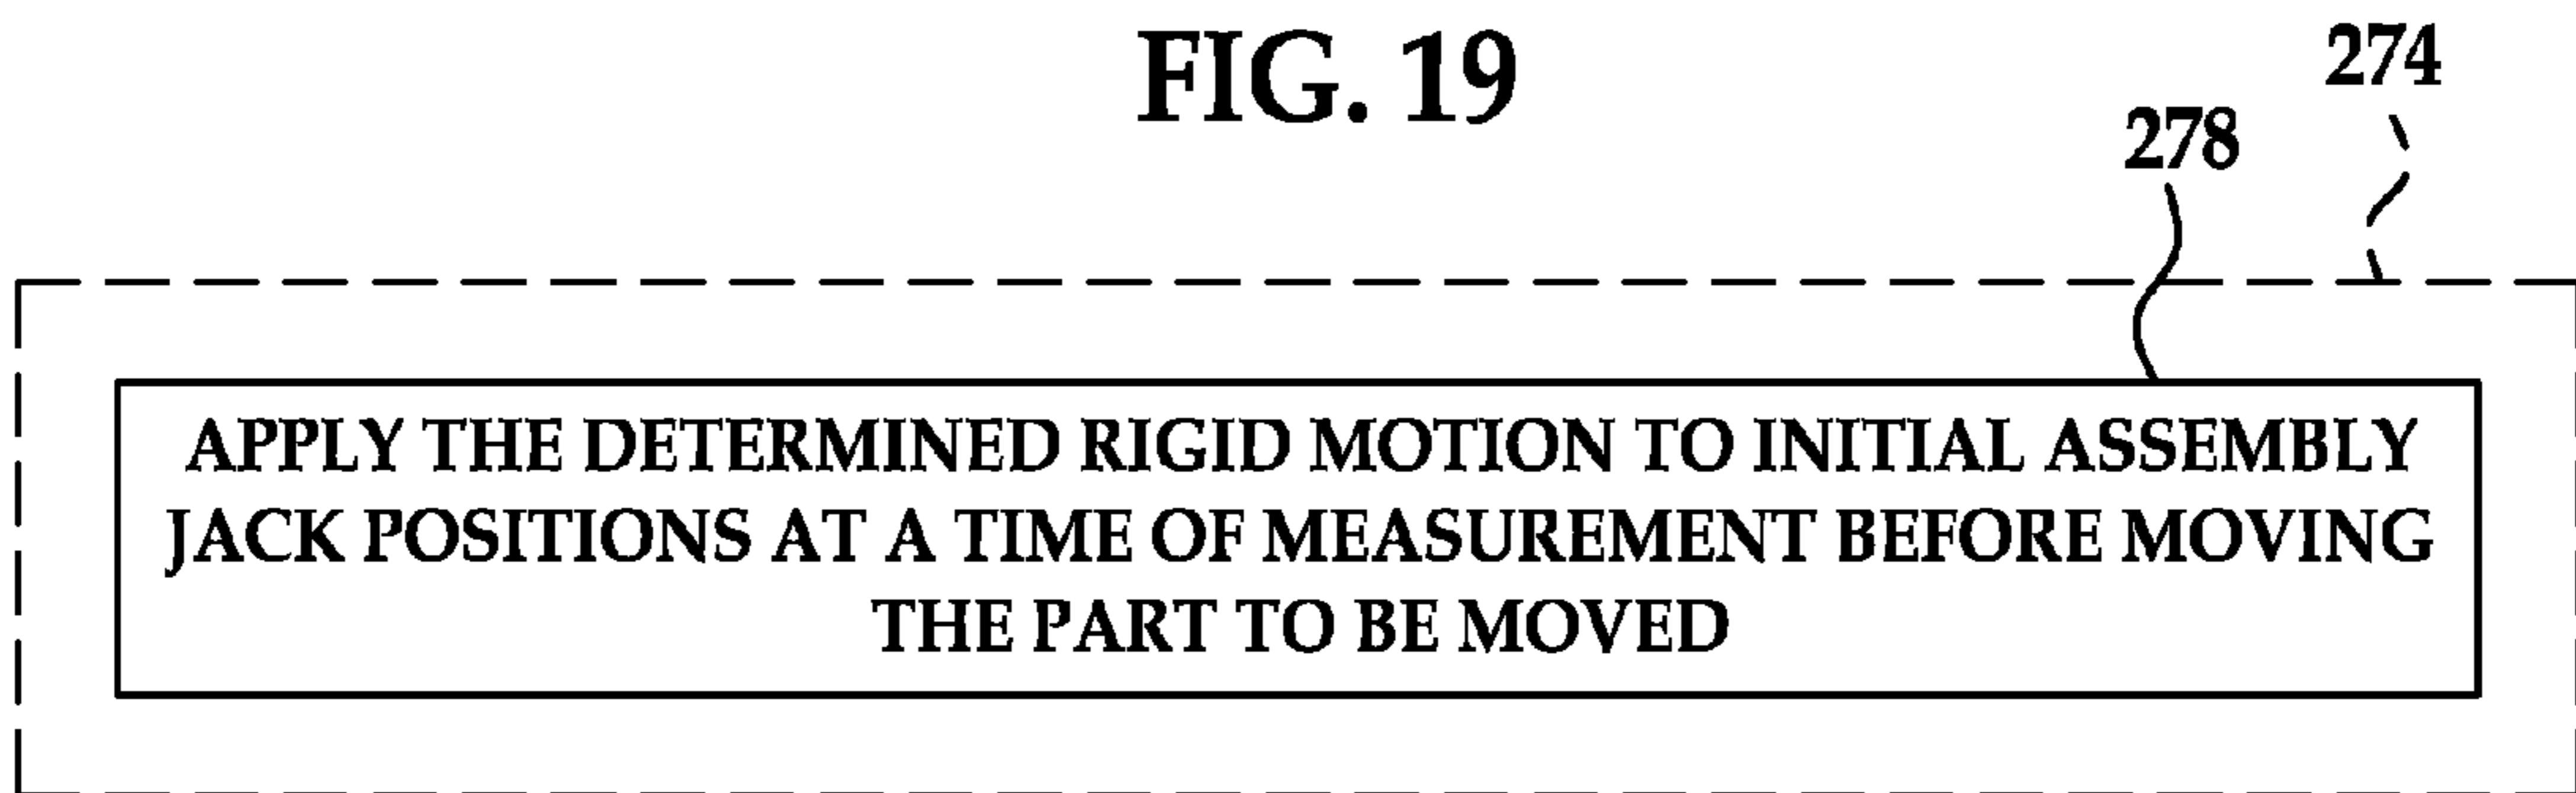 FIG. 19
274
278
APPLY THE DETERMINED RIGID MOTION TO INITIAL ASSEMBLY
JACK POSITIONS AT A TIME OF MEASUREMENT BEFORE MOVING
THE PART TO BE MOVED